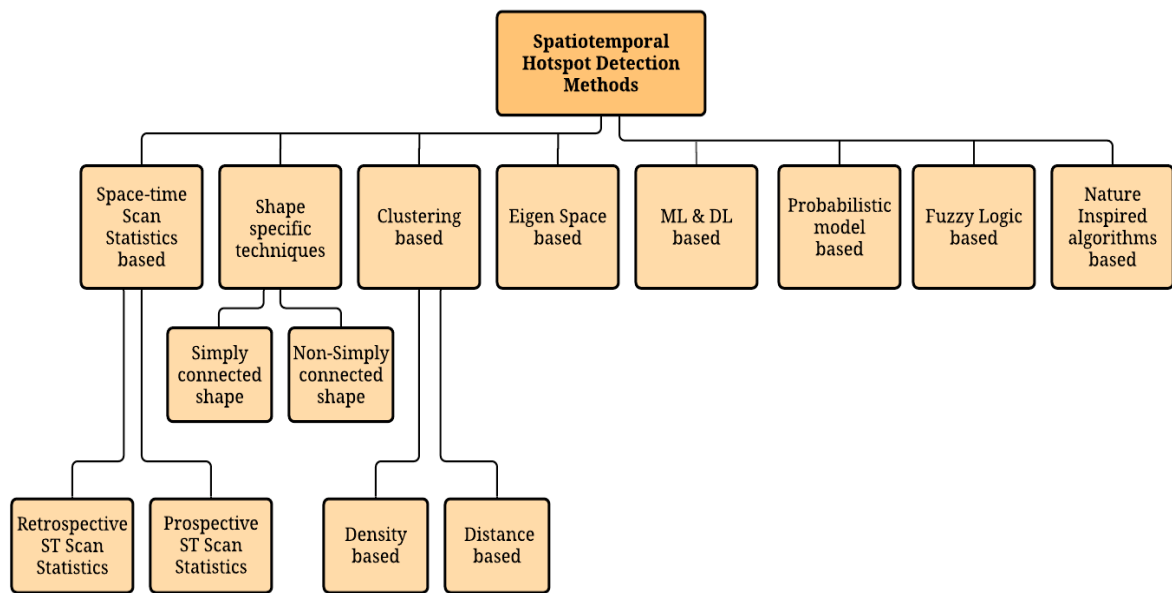 Spatiotemporal
Hotspot Detection
Methods
Space-time
Scan
Statistics
based
Shape
specific
techniques
Clustering
based
Eigen Space
based
ML & DL
based
Probabilistic
model
based
Fuzzy Logic
based
Nature
Inspired
algorithms
based
Simply
connected
shape
Non-Simply
connected
shape
Retrospective
ST Scan
Statistics
Prospective
ST Scan
Statistics
Density
based
Distance
based